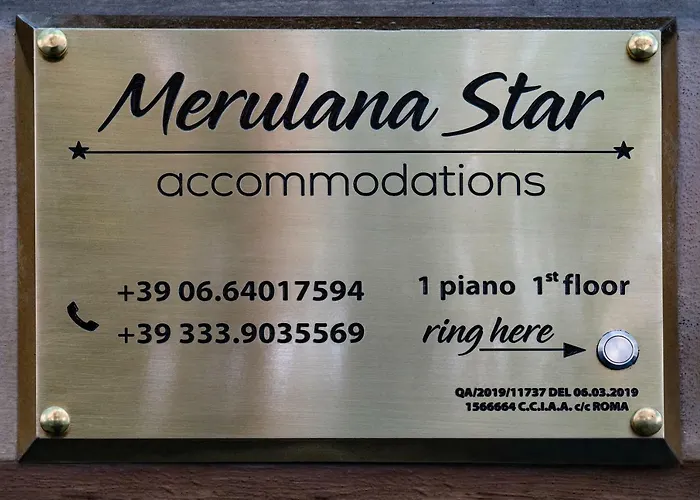 Merulana Star
accommodations
+39 06.64017594
+39 333.9035569
1 piano 1st floor
ring here
QA/2019/11737 DEL 06.03.2019
1566664 C.C.I.A.A. c/c ROMA